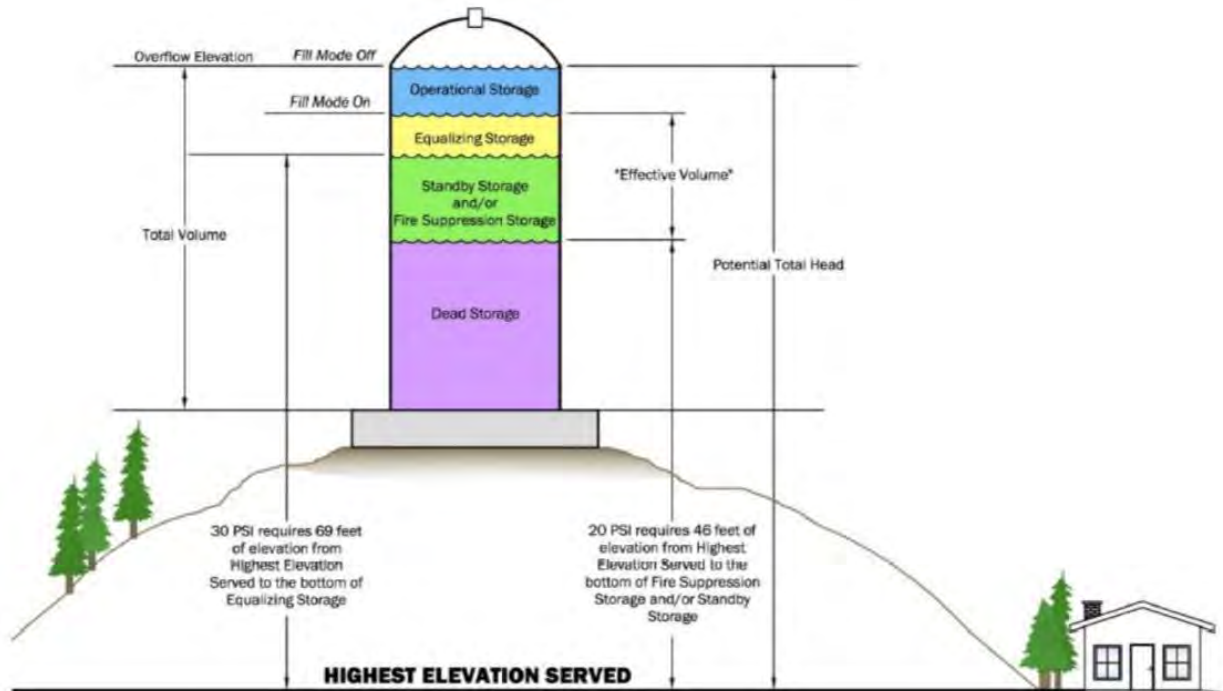 Overflow Elevation
Fill Mode Off
Operational Storage
Fill Mode On
Equalizing Storage
"Effective Volume"
Standby Storage
and/or
Fire Suppression Storage
Total Volume
Potential Total Head
Dead Storage
30 PSI requires 69 feet
of elevation from
Highest Elevation
Served to the bottom of
Equalizing Storage
20 PSI requires 46 feet of
elevation from Highest
Elevation Served to the
bottom of Fire Suppression
Storage and/or Standby
Storage
HIGHEST ELEVATION SERVED